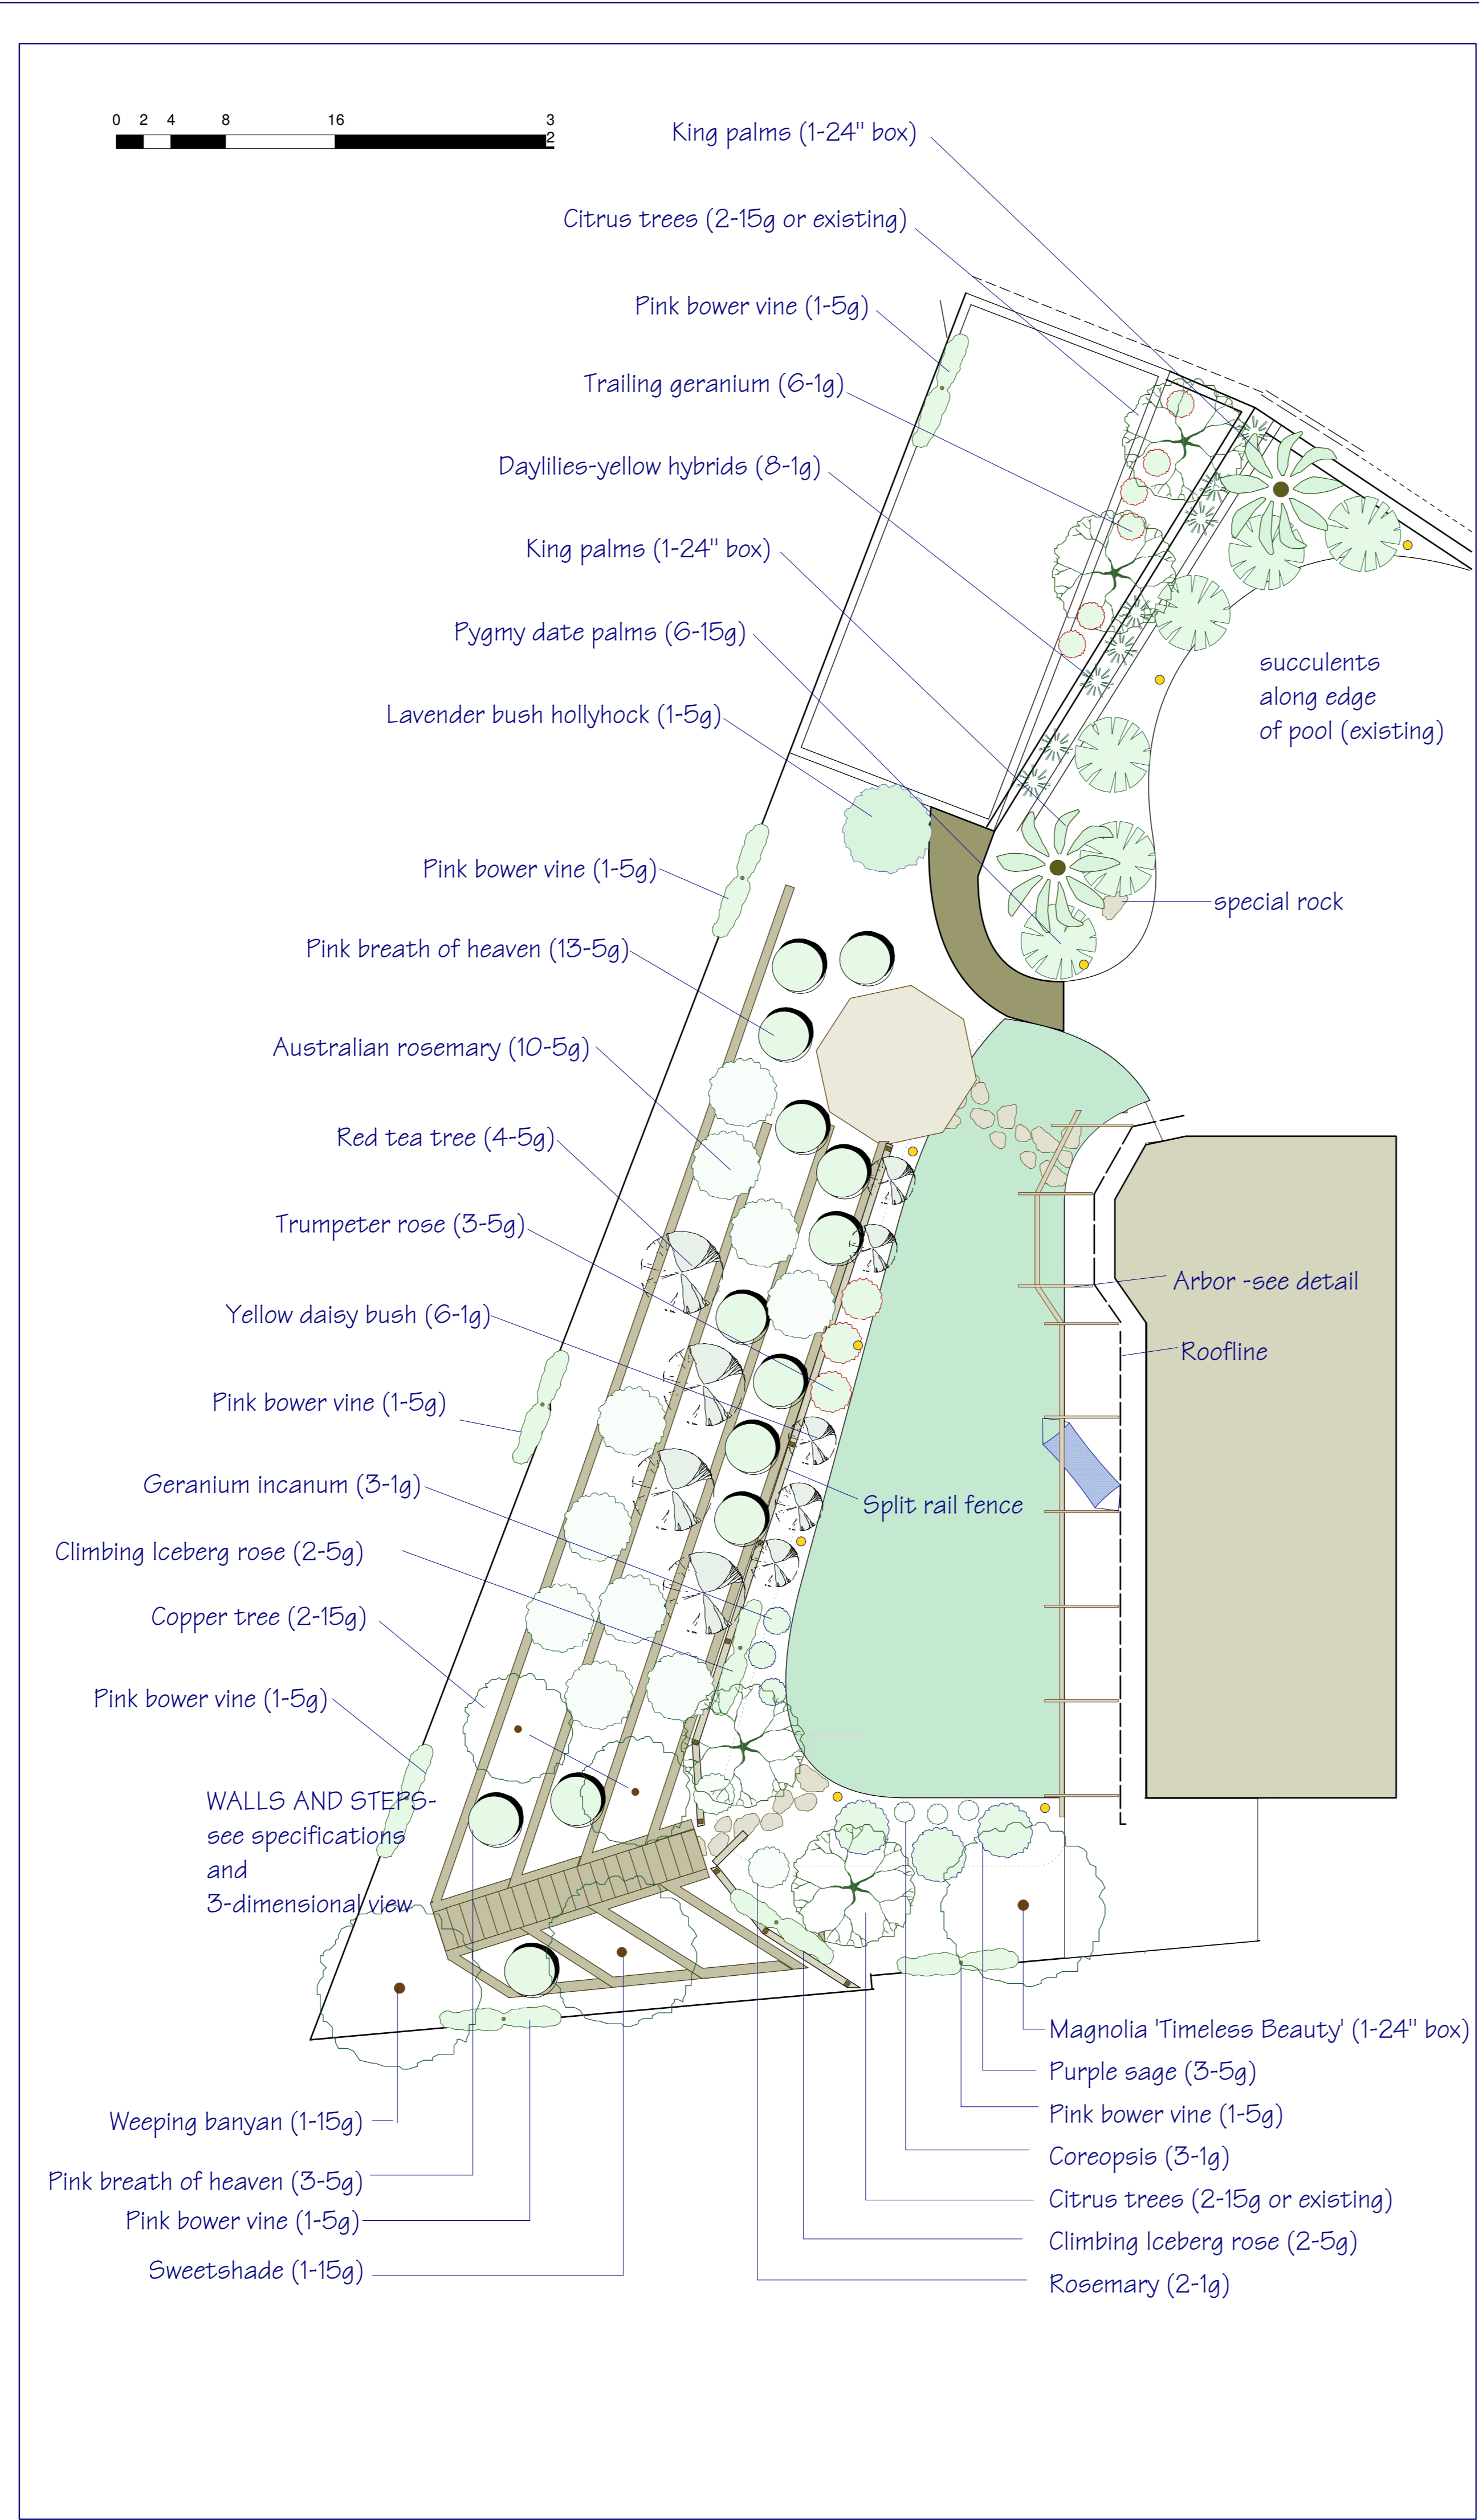 0 2 4 8 16 3
2
King palms (1-24" box)
Citrus trees (2-15g or existing)
Pink bower vine (1-5g)
Trailing geranium (6-1g)
Daylilies-yellow hybrids (8-1g)
King palms (1-24" box)
Pygmy date palms (6-15g)
Lavender bush hollyhock (1-5g)
succulents
along edge
of pool (existing)
Pink bower vine (1-5g)
special rock
Pink breath of heaven (13-5g)
Australian rosemary (10-5g)
Red tea tree (4-5g)
Trumpeter rose (3-5g)
Arbor -see detail
Yellow daisy bush (6-1g)
Roofline
Pink bower vine (1-5g)
Geranium incanum (3-1g)
Split rail fence
Climbing Iceberg rose (2-5g)
Copper tree (2-15g)
Pink bower vine (1-5g)
WALLS AND STEPS-
see specifications
and
3-dimensional view
Magnolia 'Timeless Beauty' (1-24" box)
Purple sage (3-5g)
Pink bower vine (1-5g)
Coreopsis (3-1g)
Citrus trees (2-15g or existing)
Climbing Iceberg rose (2-5g)
Rosemary (2-1g)
Weeping banyan (1-15g)
Pink breath of heaven (3-5g)
Pink bower vine (1-5g)
Sweetshade (1-15g)